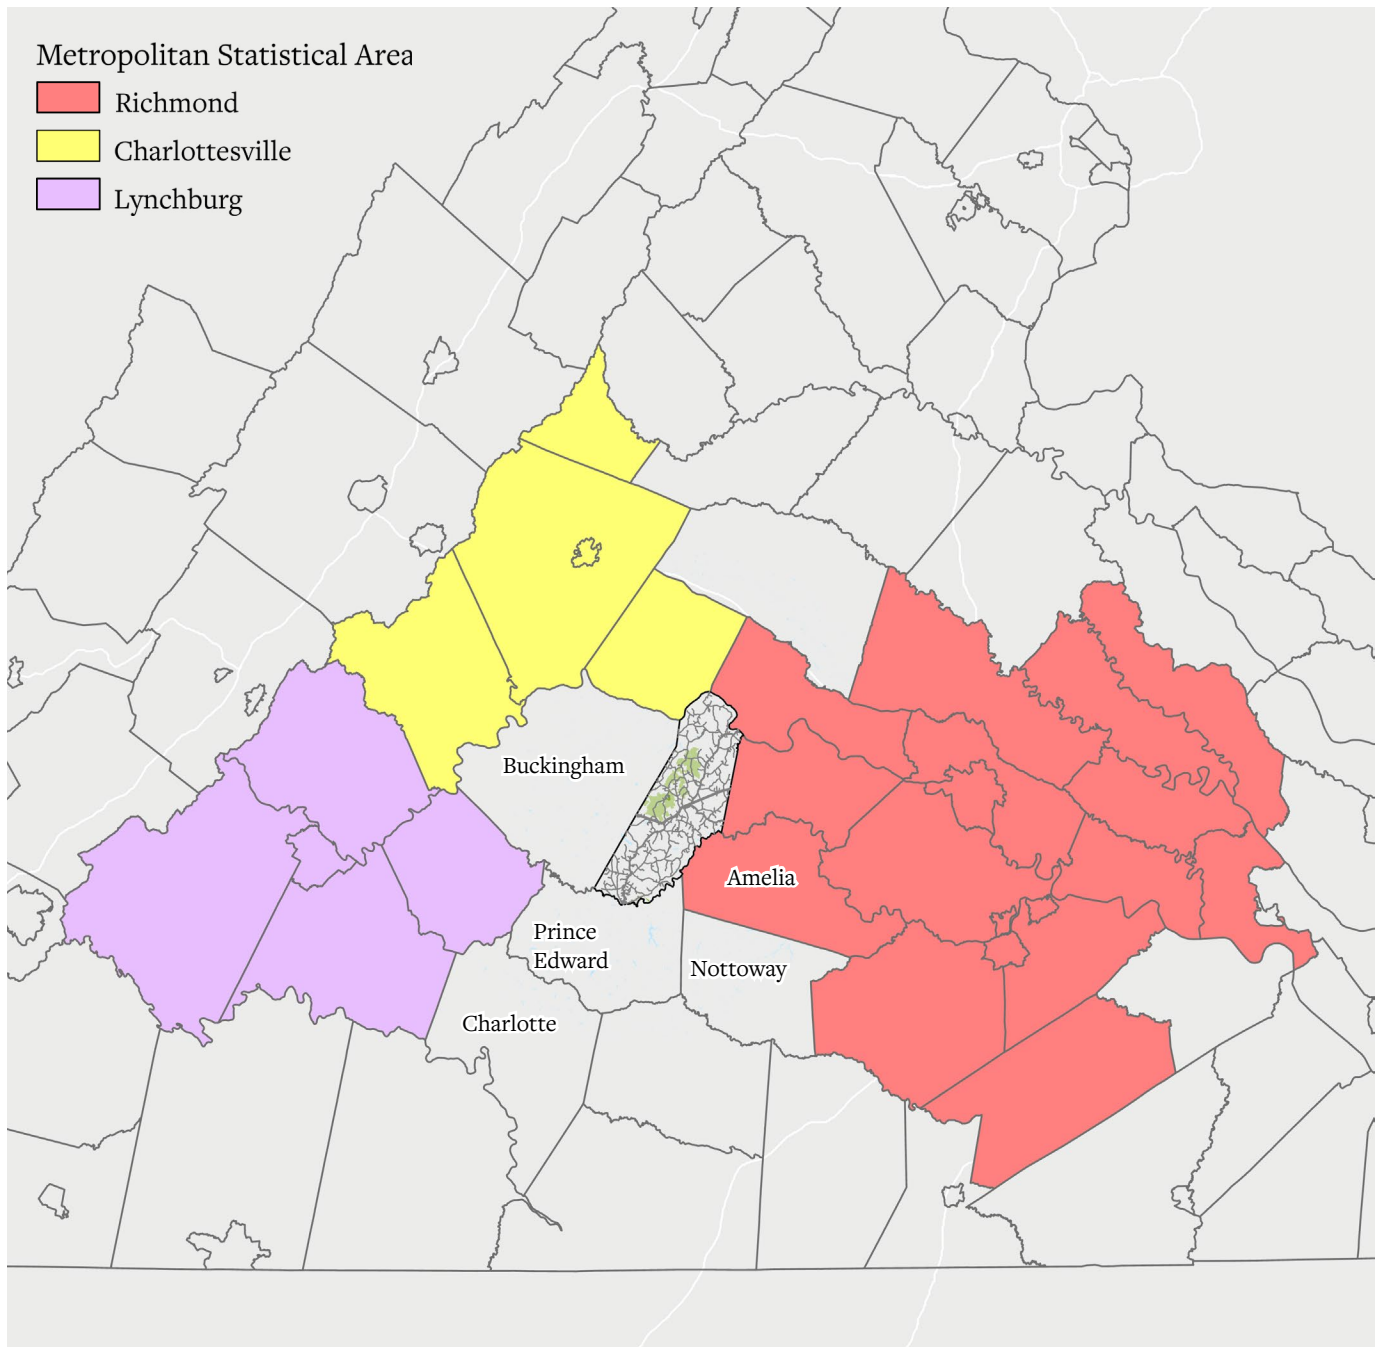 Metropolitan Statistical Area
Richmond
Charlottesville
Lynchburg
Buckingham
Amelia
Prince
Edward
Nottoway
Charlotte